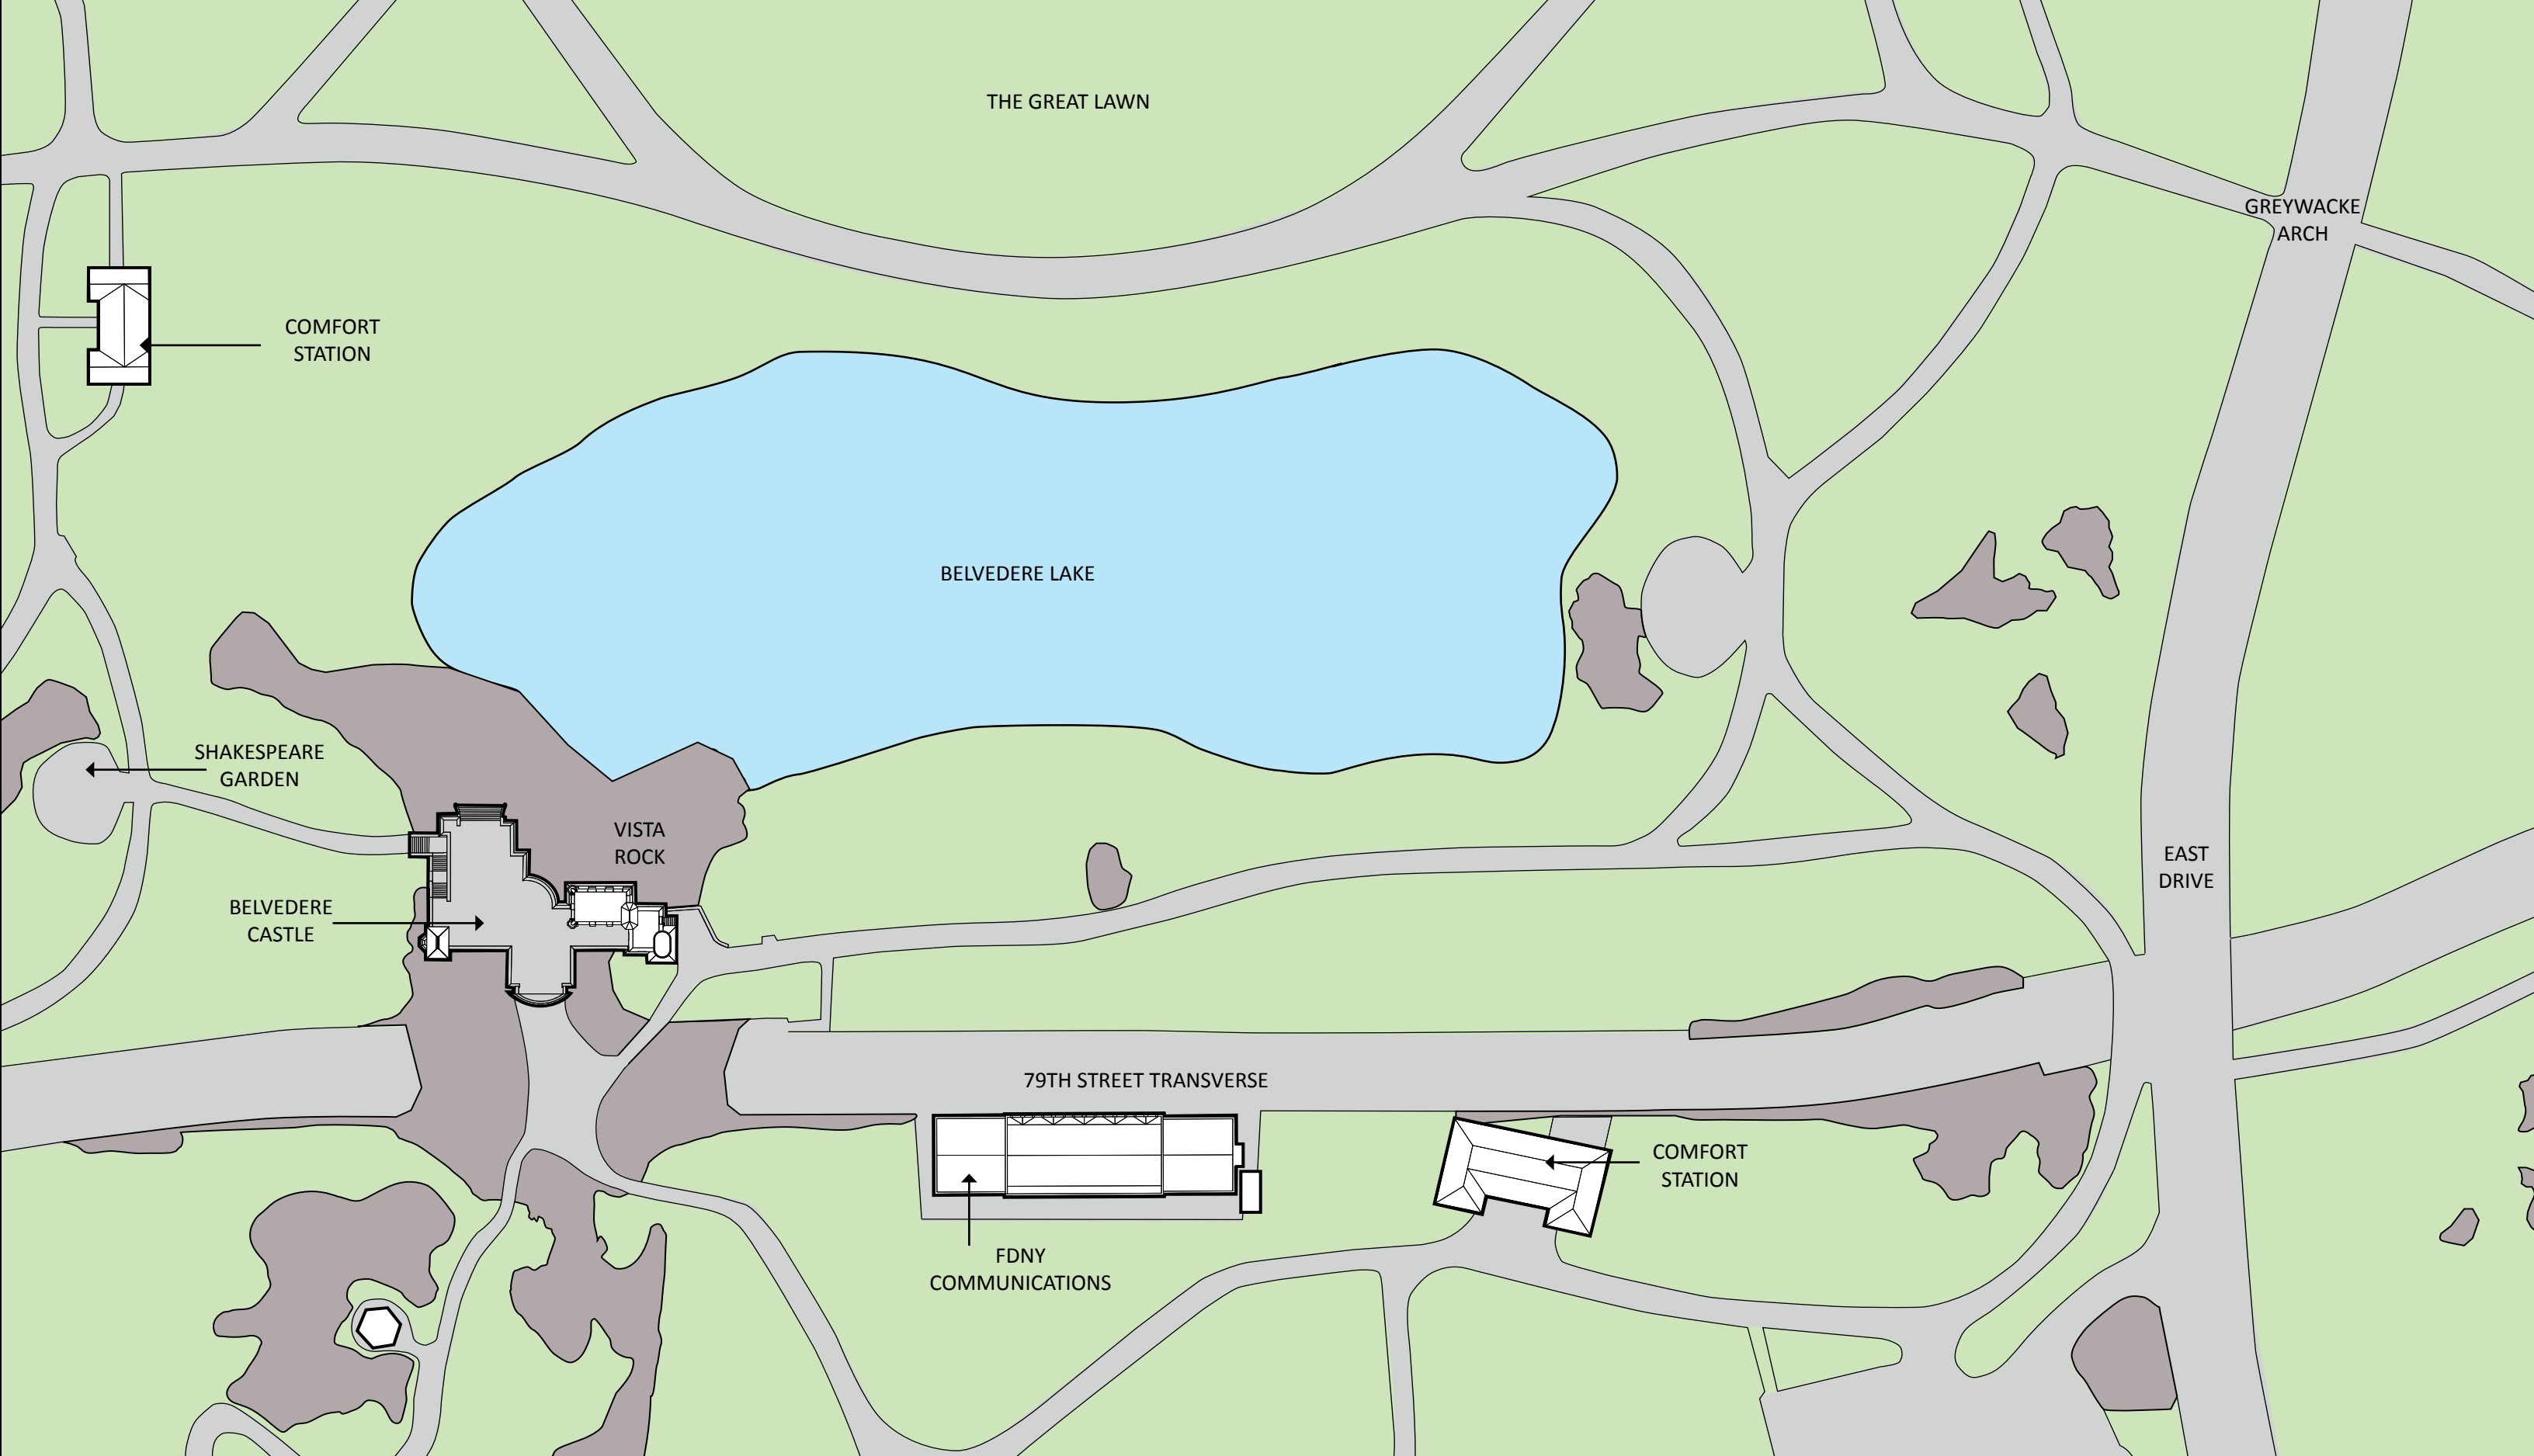 THE GREAT LAWN
GREYWACKE
ARCH
COMFORT
STATION
BELVEDERE LAKE
SHAKESPEARE
GARDEN
VISTA
ROCK
EAST
DRIVE
BELVEDERE
CASTLE
79TH STREET TRANSVERSE
COMFORT
STATION
FDNY
COMMUNICATIONS